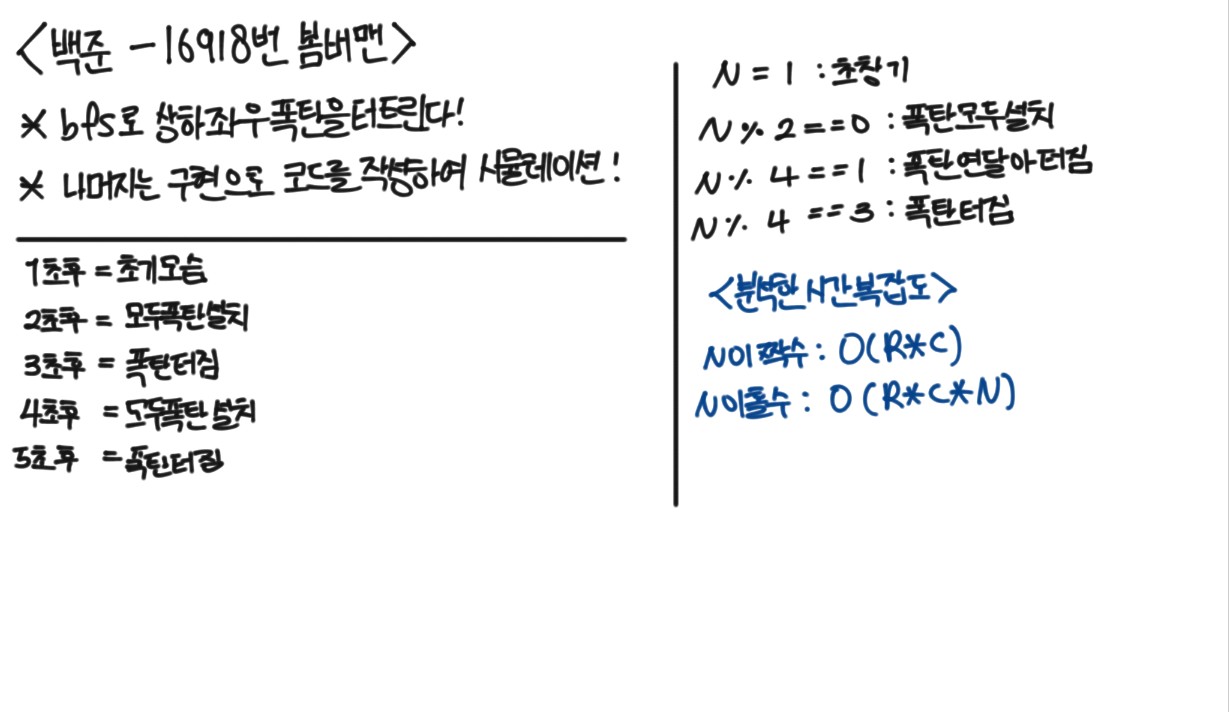 <백준 - 16918번 봄버맨>
* bfs로 상하좌우폭탄을터트린다!
* 나머지는 구현으로 코드를 작성하여 시뮬레이션!
1초후 = 초기모습
2초후 = 모두폭탄설치
3초후 = 폭탄터짐
4초후 = 모두폭탄설치
5초후 = 폭탄터짐
N = 1 : 초창기
N % 2 == 0 : 폭탄모두설치
N % 4 == 1 : 폭탄연달아터짐
N % 4 == 3 : 폭탄터짐
<분석한 시간복잡도>
N이 짝수 : O(R*C)
N이홀수 : O(R*C*N)